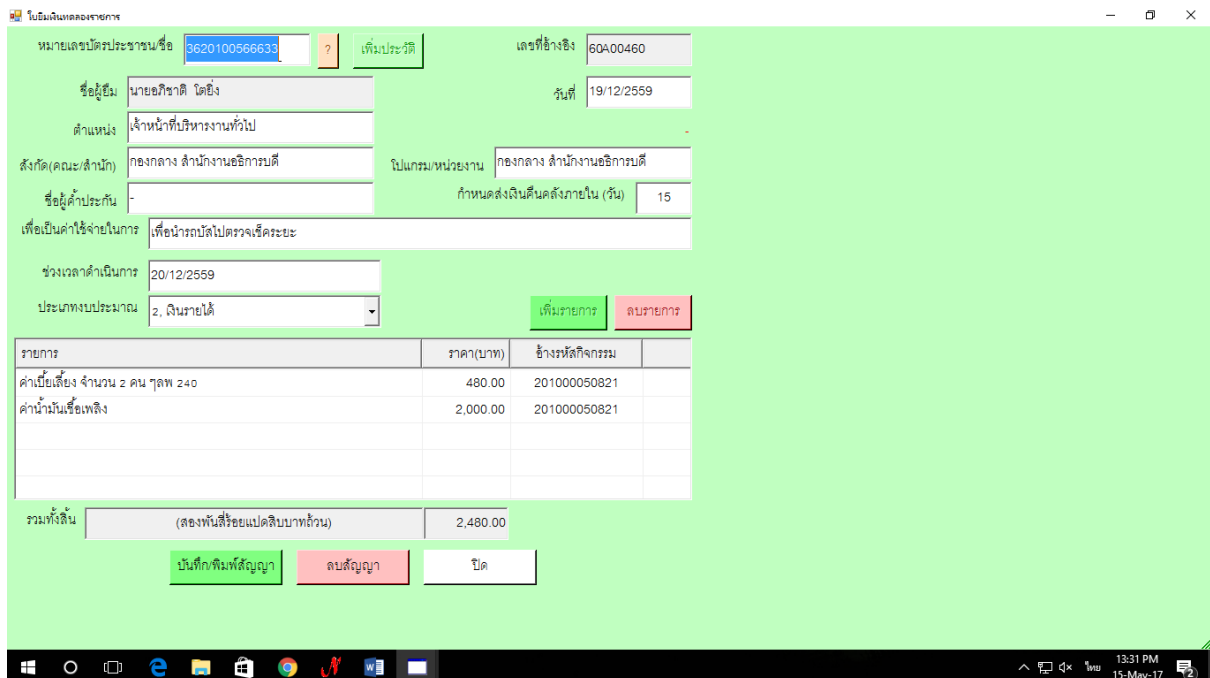 ใบยืมเงินทดลองราชการ
หมายเลขบัตรประชาชน/ชื่อ 3620100566633 ? เพิ่มประวัติ เลขที่อ้างอิง 60A00460
ชื่อผู้ยืม นายอภิชาติ โตยิ่ง วันที่ 19/12/2559
ตำแหน่ง เจ้าหน้าที่บริหารงานทั่วไป -
สังกัด(คณะ/สำนัก) กองกลาง สำนักงานอธิการบดี โปแกรม/หน่วยงาน กองกลาง สำนักงานอธิการบดี
ชื่อผู้ค้ำประกัน - กำหนดส่งเงินคืนคลังภายใน (วัน) 15
เพื่อเป็นค่าใช้จ่ายในการ เพื่อนำรถบัสไปตรวจเช็คระยะ
ช่วงเวลาดำเนินการ 20/12/2559
ประเภทงบประมาณ 2, เงินรายได้ เพิ่มรายการ ลบรายการ
รายการ ราคา(บาท) อ้างรหัสกิจกรรม
ค่าเบี้ยเลี้ยง จำนวน 2 คน ๆลพ 240 480.00 201000050821
ค่าน้ำมันเชื้อเพลิง 2,000.00 201000050821
รวมทั้งสิ้น (สองพันสี่ร้อยแปดสิบบาทถ้วน) 2,480.00
บันทึก/พิมพ์สัญญา ลบสัญญา ปิด
ไทย 13:31 PM
15-May-17 2